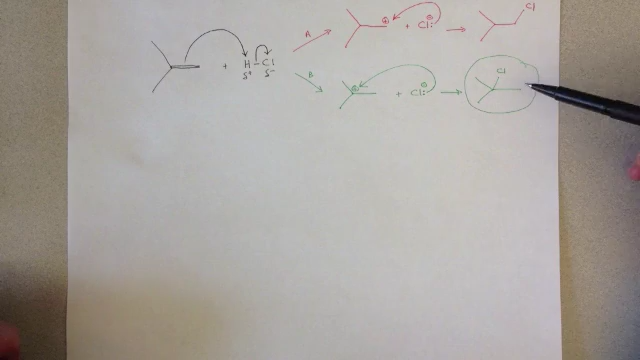 A ⊕ + Cl:⊖ Cl
+ H–Cl
δ+ δ−
B ⊕ + Cl:⊖ Cl